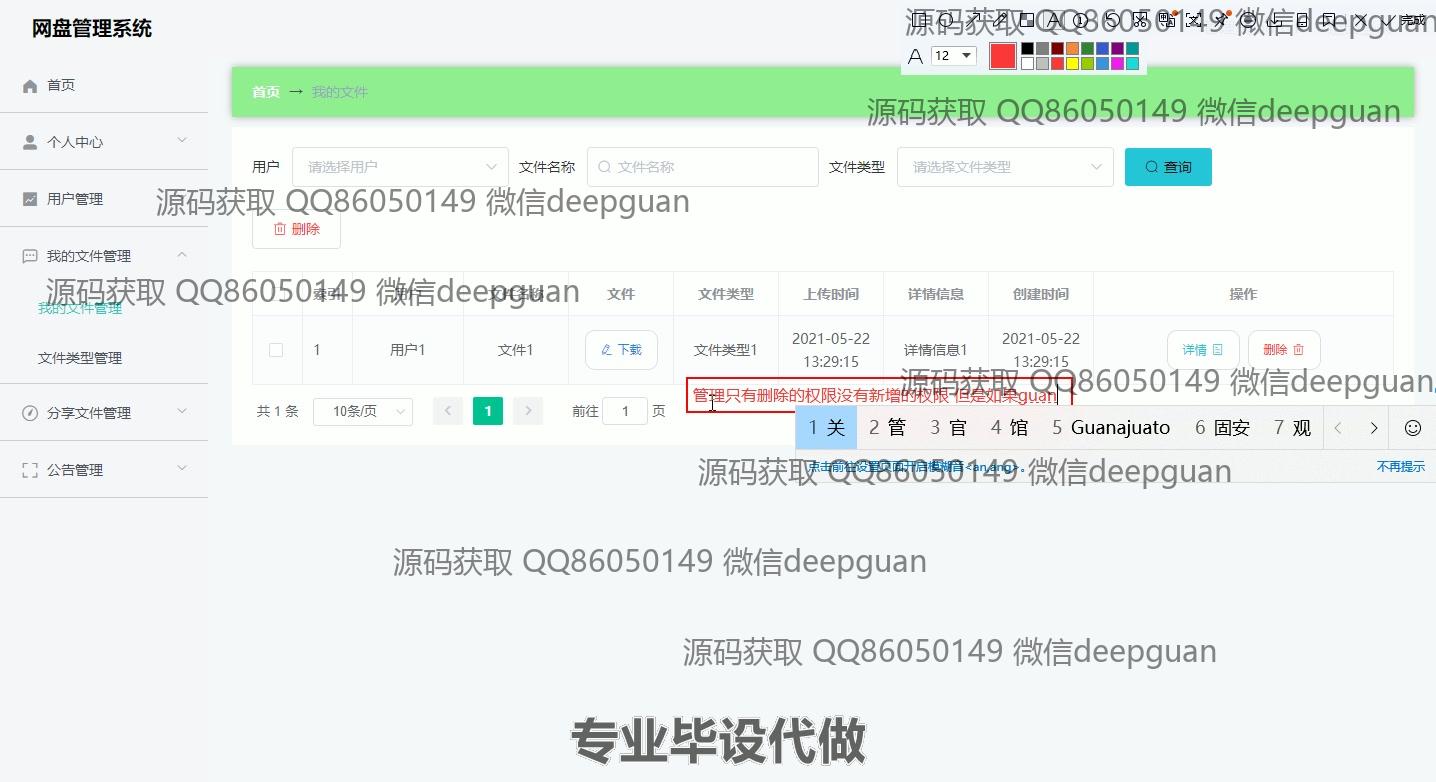 网盘管理系统
源码获取 QQ86050149 微信deepguan
完成
A 12
首页
首页 → 我的文件
源码获取 QQ86050149 微信deepguan
个人中心
用户 请选择用户 文件名称 文件名称 文件类型 请选择文件类型 查询
用户管理
源码获取 QQ86050149 微信deepguan
删除
我的文件管理
源码获取 QQ86050149 微信deepguan
索引 用户 文件名称 文件 文件类型 上传时间 详情信息 创建时间 操作
我的文件管理
1 用户1 文件1 下载 文件类型1 2021-05-22 13:29:15 详情信息1 2021-05-22 13:29:15 详情 删除
文件类型管理
源码获取 QQ86050149 微信deepguan
管理只有删除的权限没有新增的权限 但是如果guan
分享文件管理
共 1 条 10条/页 1 前往 1 页
1 关 2 管 3 官 4 馆 5 Guanajuato 6 固安 7 观
点击前往设置页面开启模糊音<an,ang>。 不再提示
公告管理
源码获取 QQ86050149 微信deepguan
源码获取 QQ86050149 微信deepguan
源码获取 QQ86050149 微信deepguan
专业毕设代做